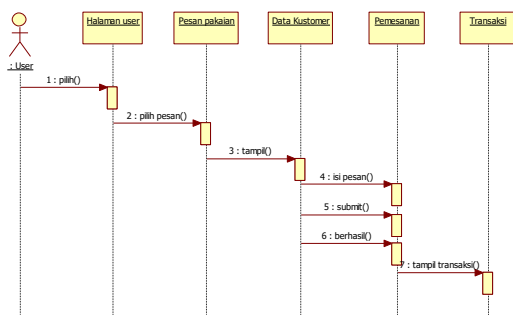 Halaman user
Pesan pakaian
Data Kustomer
Pemesanan
Transaksi
: User
1 : pilih()
2 : pilih pesan()
3 : tampil()
4 : isi pesan()
5 : submit()
6 : berhasil()
7 : tampil transaksi()